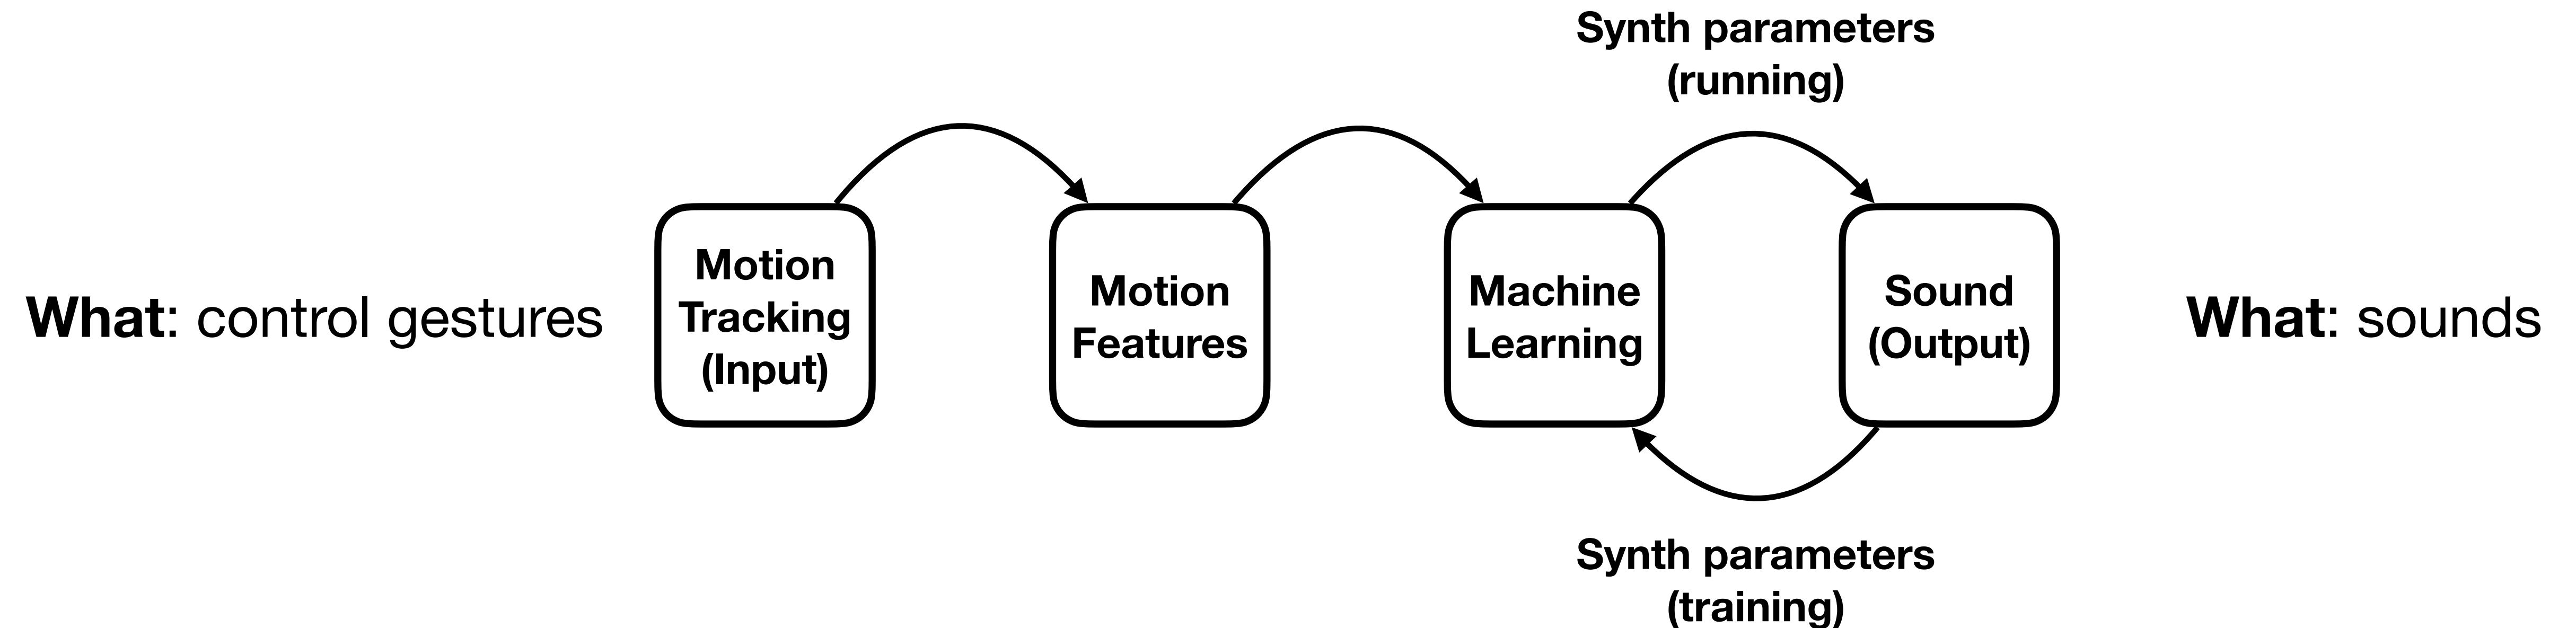 Synth parameters
(running)
What: control gestures
Motion
Tracking
(Input)
Motion
Features
Machine
Learning
Sound
(Output)
What: sounds
Synth parameters
(training)